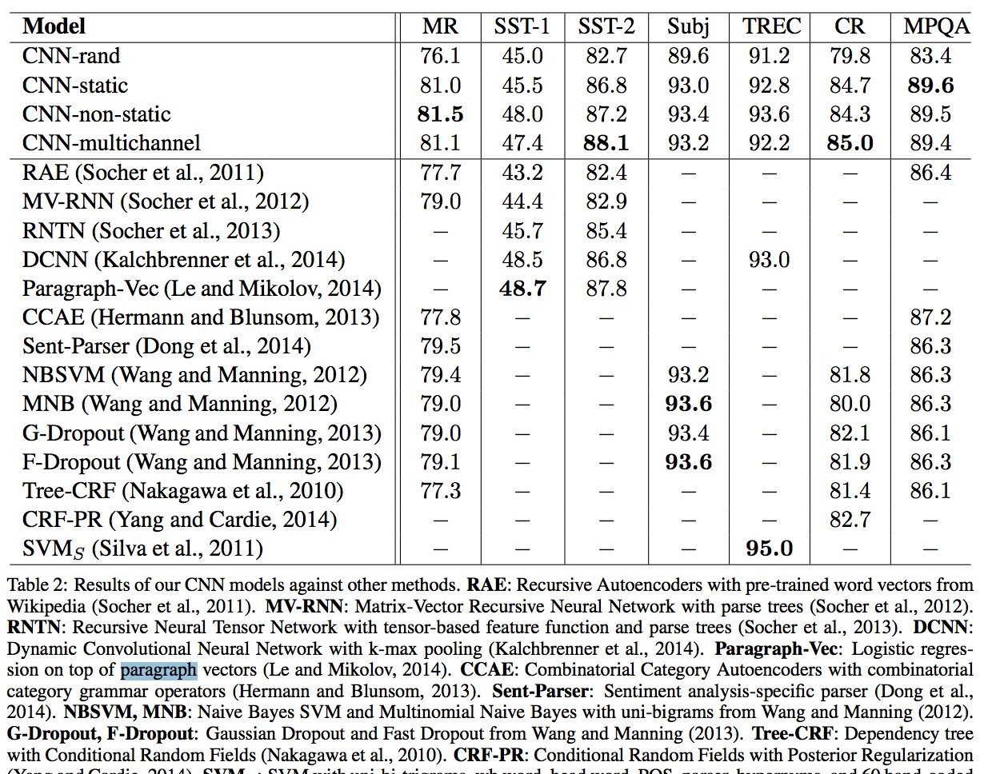 Model MR SST-1 SST-2 Subj TREC CR MPQA
CNN-rand 76.1 45.0 82.7 89.6 91.2 79.8 83.4
CNN-static 81.0 45.5 86.8 93.0 92.8 84.7 89.6
CNN-non-static 81.5 48.0 87.2 93.4 93.6 84.3 89.5
CNN-multichannel 81.1 47.4 88.1 93.2 92.2 85.0 89.4
RAE (Socher et al., 2011) 77.7 43.2 82.4 — — — 86.4
MV-RNN (Socher et al., 2012) 79.0 44.4 82.9 — — — —
RNTN (Socher et al., 2013) — 45.7 85.4 — — — —
DCNN (Kalchbrenner et al., 2014) — 48.5 86.8 — 93.0 — —
Paragraph-Vec (Le and Mikolov, 2014) — 48.7 87.8 — — — —
CCAE (Hermann and Blunsom, 2013) 77.8 — — — — — 87.2
Sent-Parser (Dong et al., 2014) 79.5 — — — — — 86.3
NBSVM (Wang and Manning, 2012) 79.4 — — 93.2 — 81.8 86.3
MNB (Wang and Manning, 2012) 79.0 — — 93.6 — 80.0 86.3
G-Dropout (Wang and Manning, 2013) 79.0 — — 93.4 — 82.1 86.1
F-Dropout (Wang and Manning, 2013) 79.1 — — 93.6 — 81.9 86.3
Tree-CRF (Nakagawa et al., 2010) 77.3 — — — — 81.4 86.1
CRF-PR (Yang and Cardie, 2014) — — — — — 82.7 —
SVMS (Silva et al., 2011) — — — — 95.0 — —
Table 2: Results of our CNN models against other methods. RAE: Recursive Autoencoders with pre-trained word vectors from
Wikipedia (Socher et al., 2011). MV-RNN: Matrix-Vector Recursive Neural Network with parse trees (Socher et al., 2012).
RNTN: Recursive Neural Tensor Network with tensor-based feature function and parse trees (Socher et al., 2013). DCNN:
Dynamic Convolutional Neural Network with k-max pooling (Kalchbrenner et al., 2014). Paragraph-Vec: Logistic regres-
sion on top of paragraph vectors (Le and Mikolov, 2014). CCAE: Combinatorial Category Autoencoders with combinatorial
category grammar operators (Hermann and Blunsom, 2013). Sent-Parser: Sentiment analysis-specific parser (Dong et al.,
2014). NBSVM, MNB: Naive Bayes SVM and Multinomial Naive Bayes with uni-bigrams from Wang and Manning (2012).
G-Dropout, F-Dropout: Gaussian Dropout and Fast Dropout from Wang and Manning (2013). Tree-CRF: Dependency tree
with Conditional Random Fields (Nakagawa et al., 2010). CRF-PR: Conditional Random Fields with Posterior Regularization